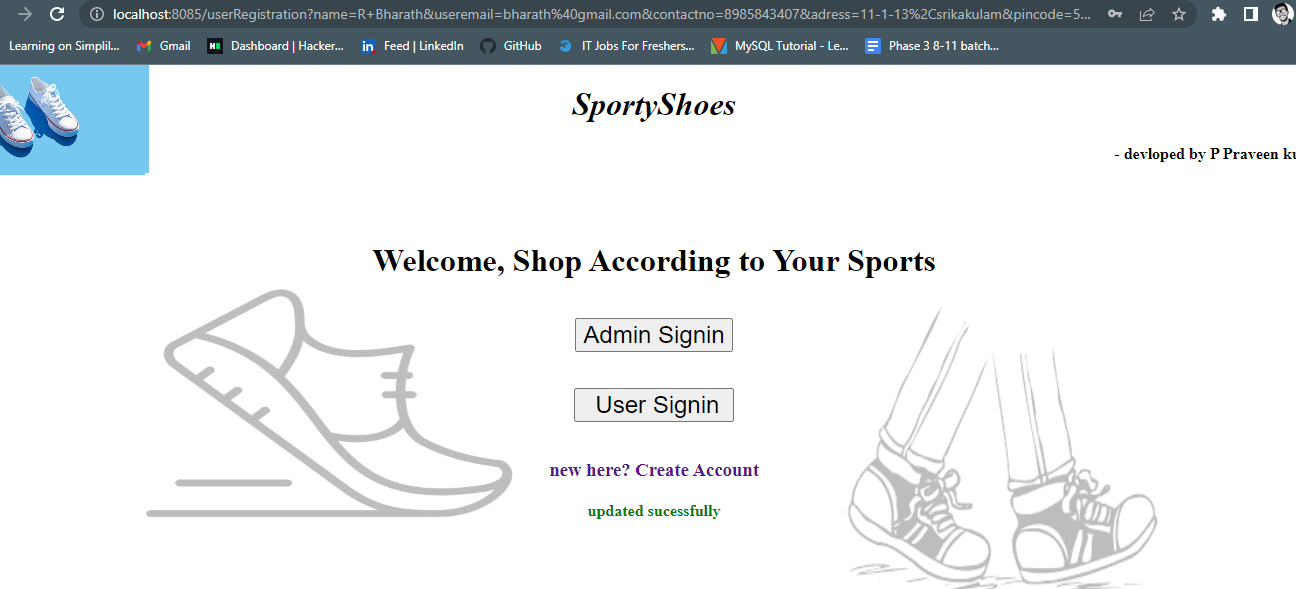 localhost:8085/userRegistration?name=R+Bharath&useremail=bharath%40gmail.com&contactno=8985843407&adress=11-1-13%2Csrikakulam&pincode=5...
Learning on Simplil... Gmail Dashboard | Hacker... Feed | LinkedIn GitHub IT Jobs For Freshers... MySQL Tutorial - Le... Phase 3 8-11 batch...
SportyShoes
- devloped by P Praveen ku
Welcome, Shop According to Your Sports
Admin Signin
User Signin
new here? Create Account
updated sucessfully